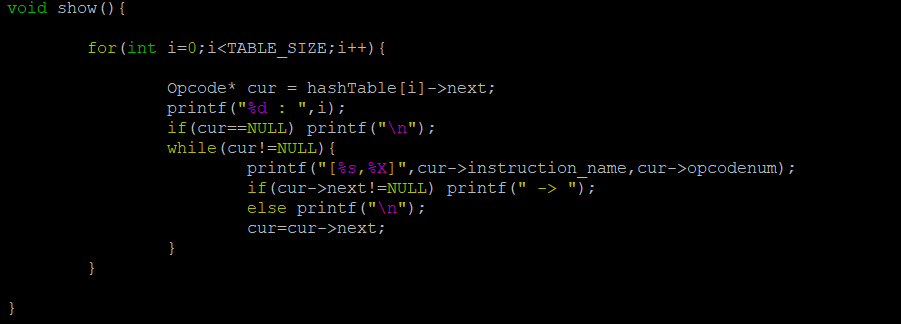 void show(){
for(int i=0;i<TABLE_SIZE;i++){
Opcode* cur = hashTable[i]->next;
printf("%d : ",i);
if(cur==NULL) printf("\n");
while(cur!=NULL){
printf("[%s,%X]",cur->instruction_name,cur->opcodenum);
if(cur->next!=NULL) printf(" -> ");
else printf("\n");
cur=cur->next;
}
}
}